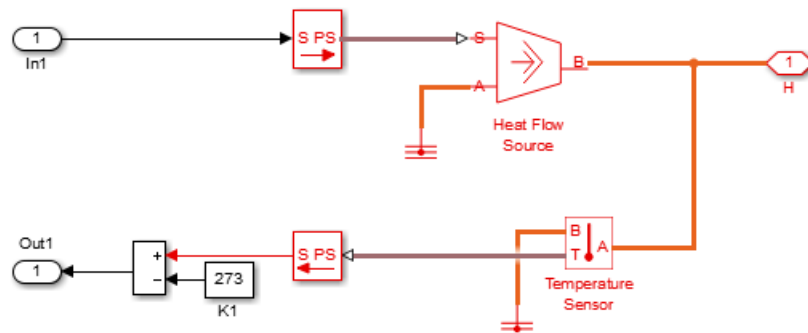 1
In1
S PS
S
A
B
Heat Flow
Source
1
H
Out1
1
+
−
273
K1
S PS
B
T
A
Temperature
Sensor